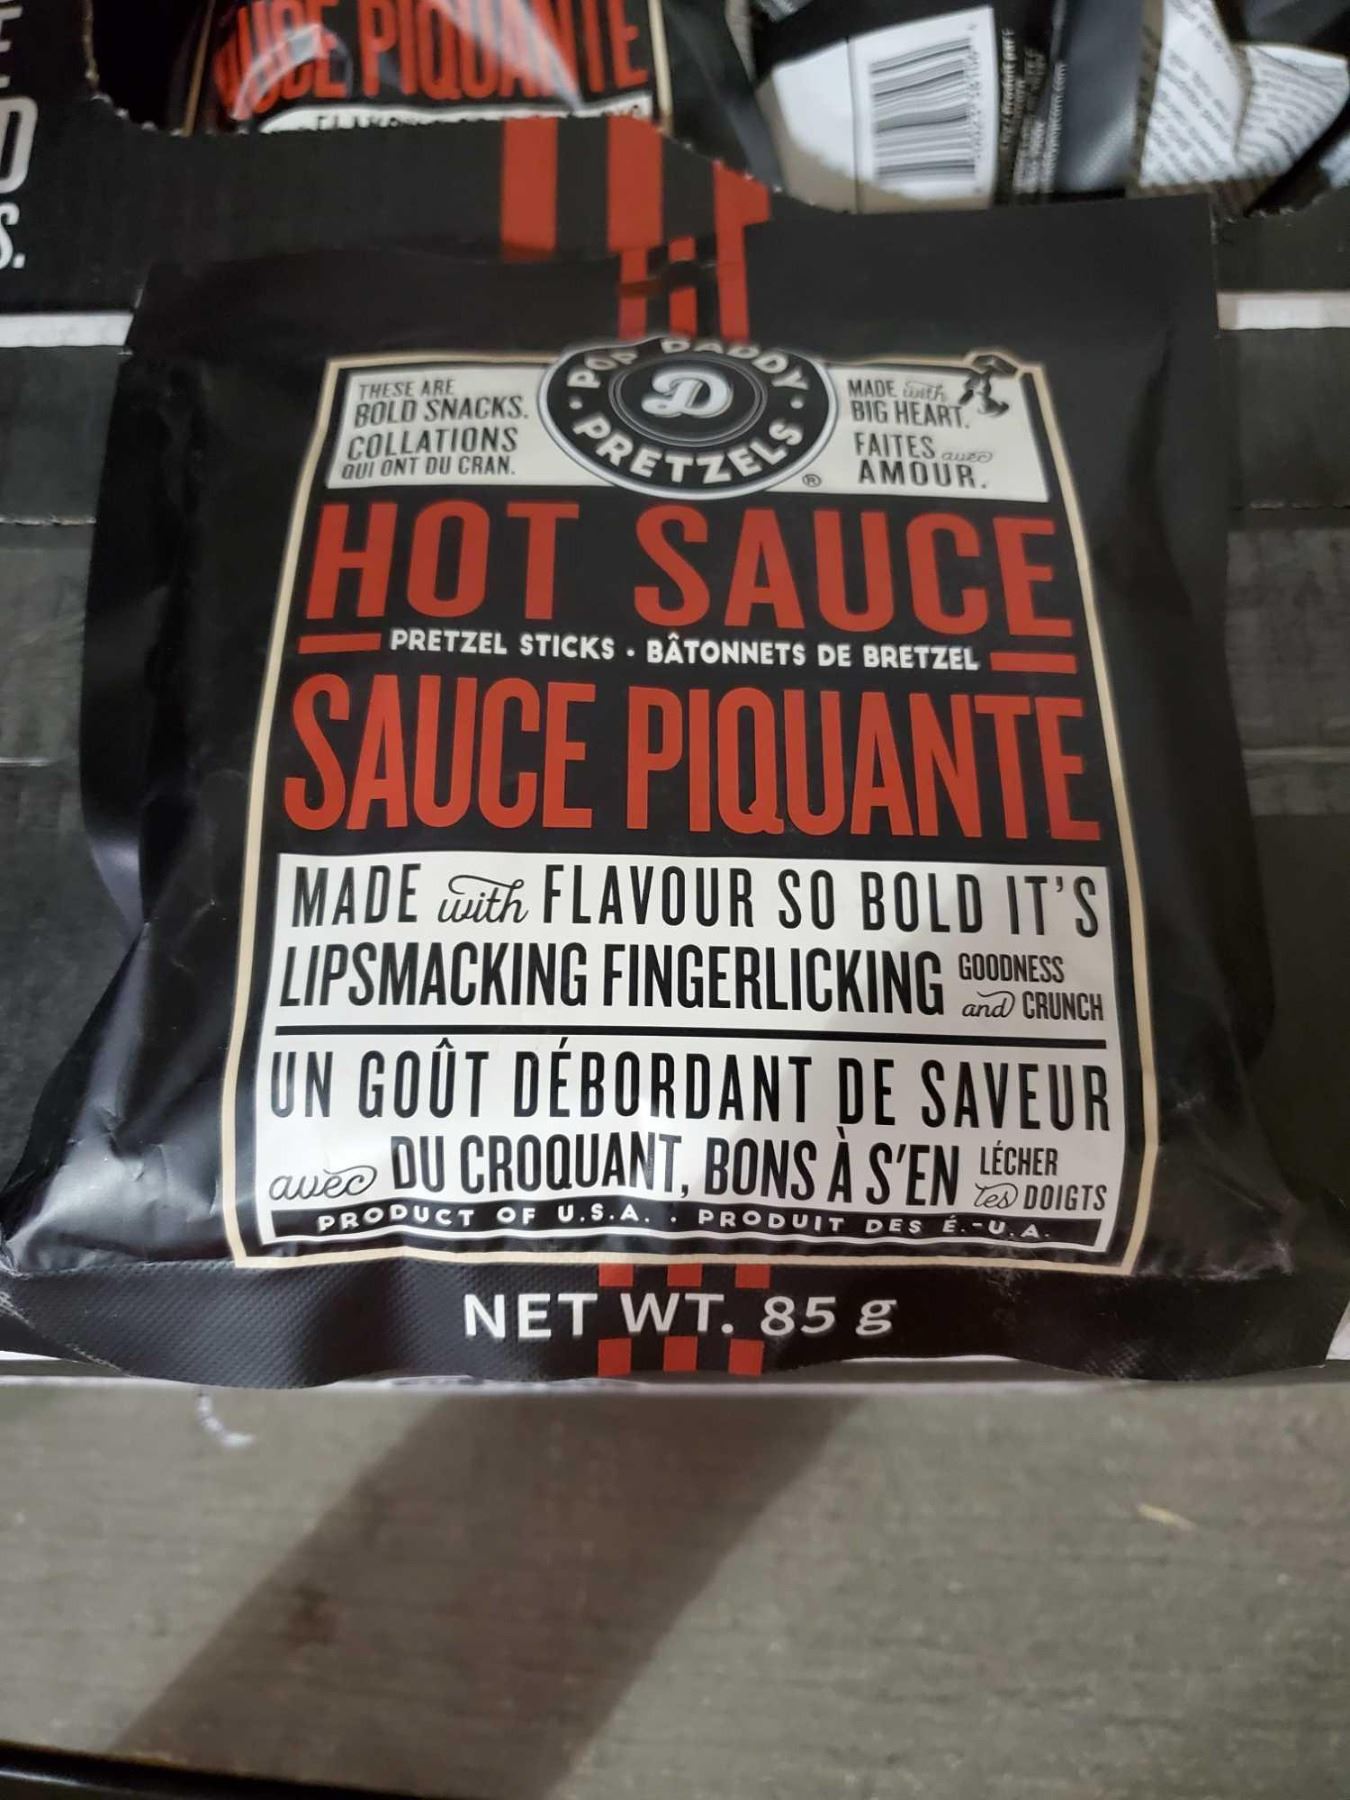 SAUCE PIQUANTE
D
S.
POP DADDY
D
PRETZELS
®
THESE ARE
BOLD SNACKS.
COLLATIONS
QUI ONT DU CRAN.
MADE with
BIG HEART.
FAITES avec
AMOUR.
HOT SAUCE
PRETZEL STICKS • BÂTONNETS DE BRETZEL
SAUCE PIQUANTE
MADE with FLAVOUR SO BOLD IT'S
LIPSMACKING FINGERLICKING GOODNESS and CRUNCH
UN GOÛT DÉBORDANT DE SAVEUR
avec DU CROQUANT, BONS À S'EN LÉCHER les DOIGTS
PRODUCT OF U.S.A. • PRODUIT DES É.-U.A.
NET WT. 85 g